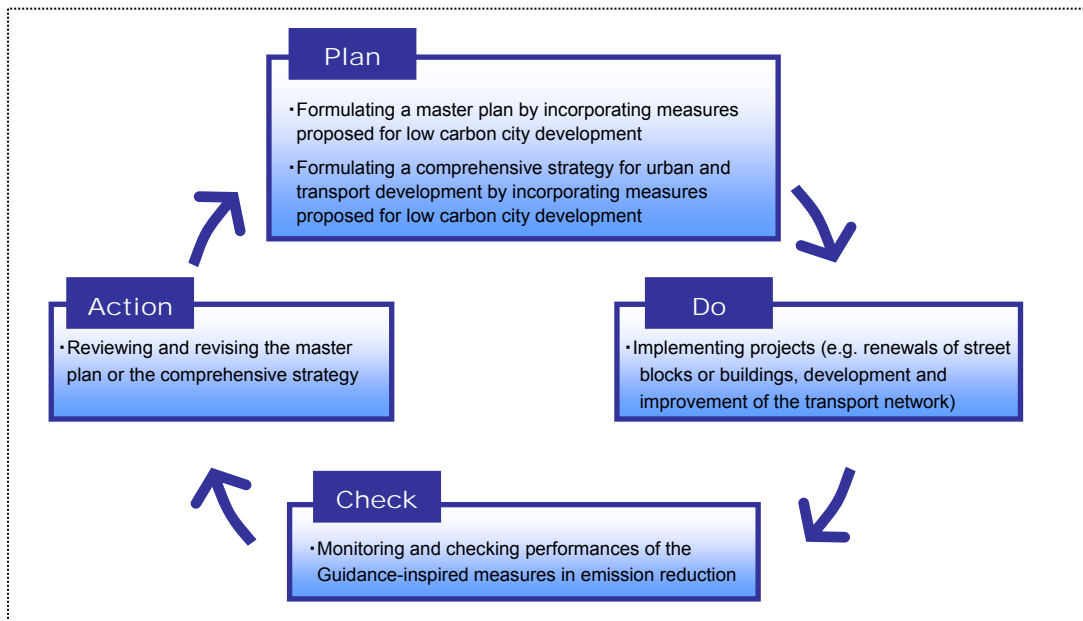 Plan
・Formulating a master plan by incorporating measures
proposed for low carbon city development
・Formulating a comprehensive strategy for urban and
transport development by incorporating measures
proposed for low carbon city development
Action
・Reviewing and revising the master
plan or the comprehensive strategy
Do
・Implementing projects (e.g. renewals of street
blocks or buildings, development and
improvement of the transport network)
Check
・Monitoring and checking performances of the
Guidance-inspired measures in emission reduction